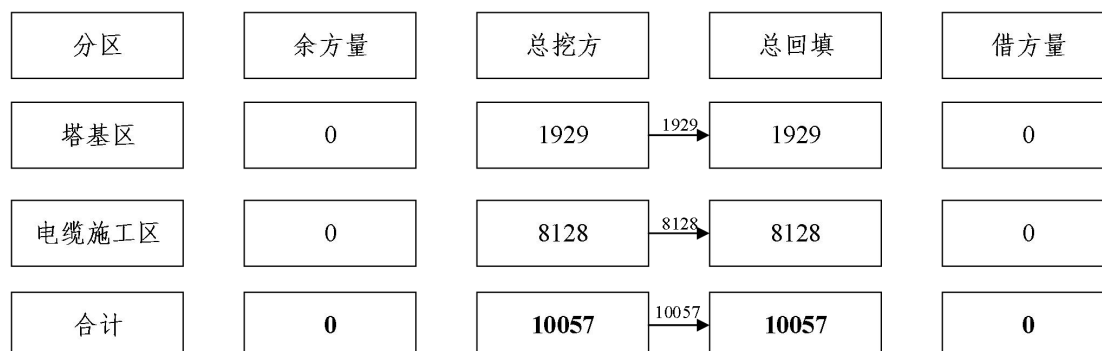 分区 余方量 总挖方 总回填 借方量
塔基区 0 1929 1929 1929 0
电缆施工区 0 8128 8128 8128 0
合计 0 10057 10057 10057 0